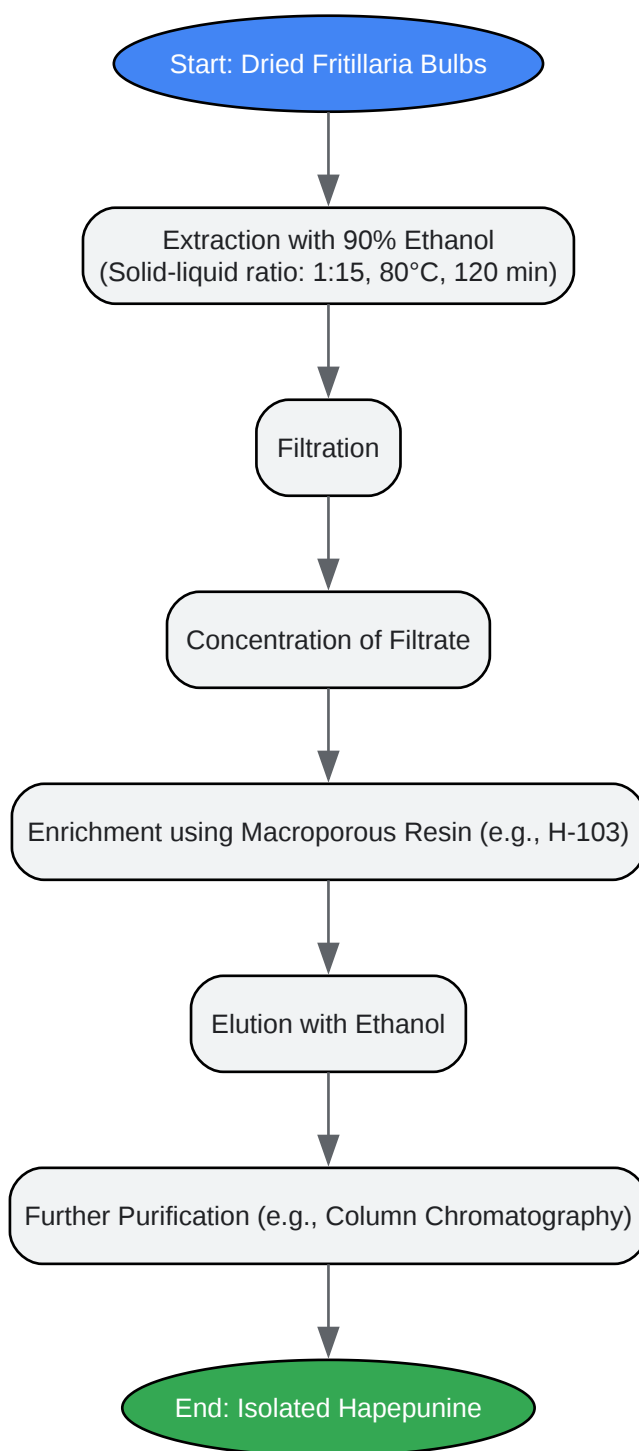 Start: Dried Fritillaria Bulbs
Extraction with 90% Ethanol
(Solid-liquid ratio: 1:15, 80°C, 120 min)
Filtration
Concentration of Filtrate
Enrichment using Macroporous Resin (e.g., H-103)
Elution with Ethanol
Further Purification (e.g., Column Chromatography)
End: Isolated Hapepunine